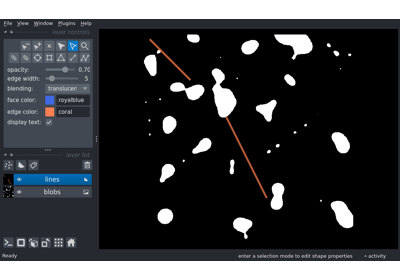 File View Window Plugins Help
layer controls
opacity: 0.70
edge width: 5
blending: translucen
face color: royalblue
edge color: coral
display text:
layer list
lines
blobs
Ready enter a selection mode to edit shape properties activity